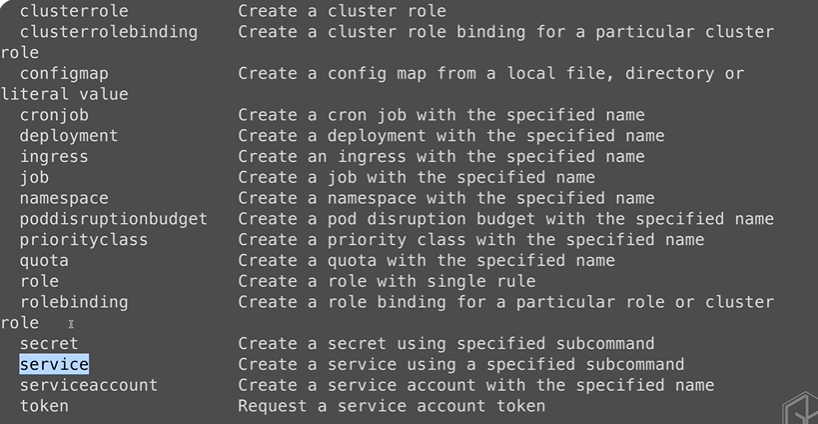 clusterrole Create a cluster role
clusterrolebinding Create a cluster role binding for a particular cluster
role
configmap Create a config map from a local file, directory or
literal value
cronjob Create a cron job with the specified name
deployment Create a deployment with the specified name
ingress Create an ingress with the specified name
job Create a job with the specified name
namespace Create a namespace with the specified name
poddisruptionbudget Create a pod disruption budget with the specified name
priorityclass Create a priority class with the specified name
quota Create a quota with the specified name
role Create a role with single rule
rolebinding Create a role binding for a particular role or cluster
role
secret Create a secret using specified subcommand
service Create a service using a specified subcommand
serviceaccount Create a service account with the specified name
token Request a service account token